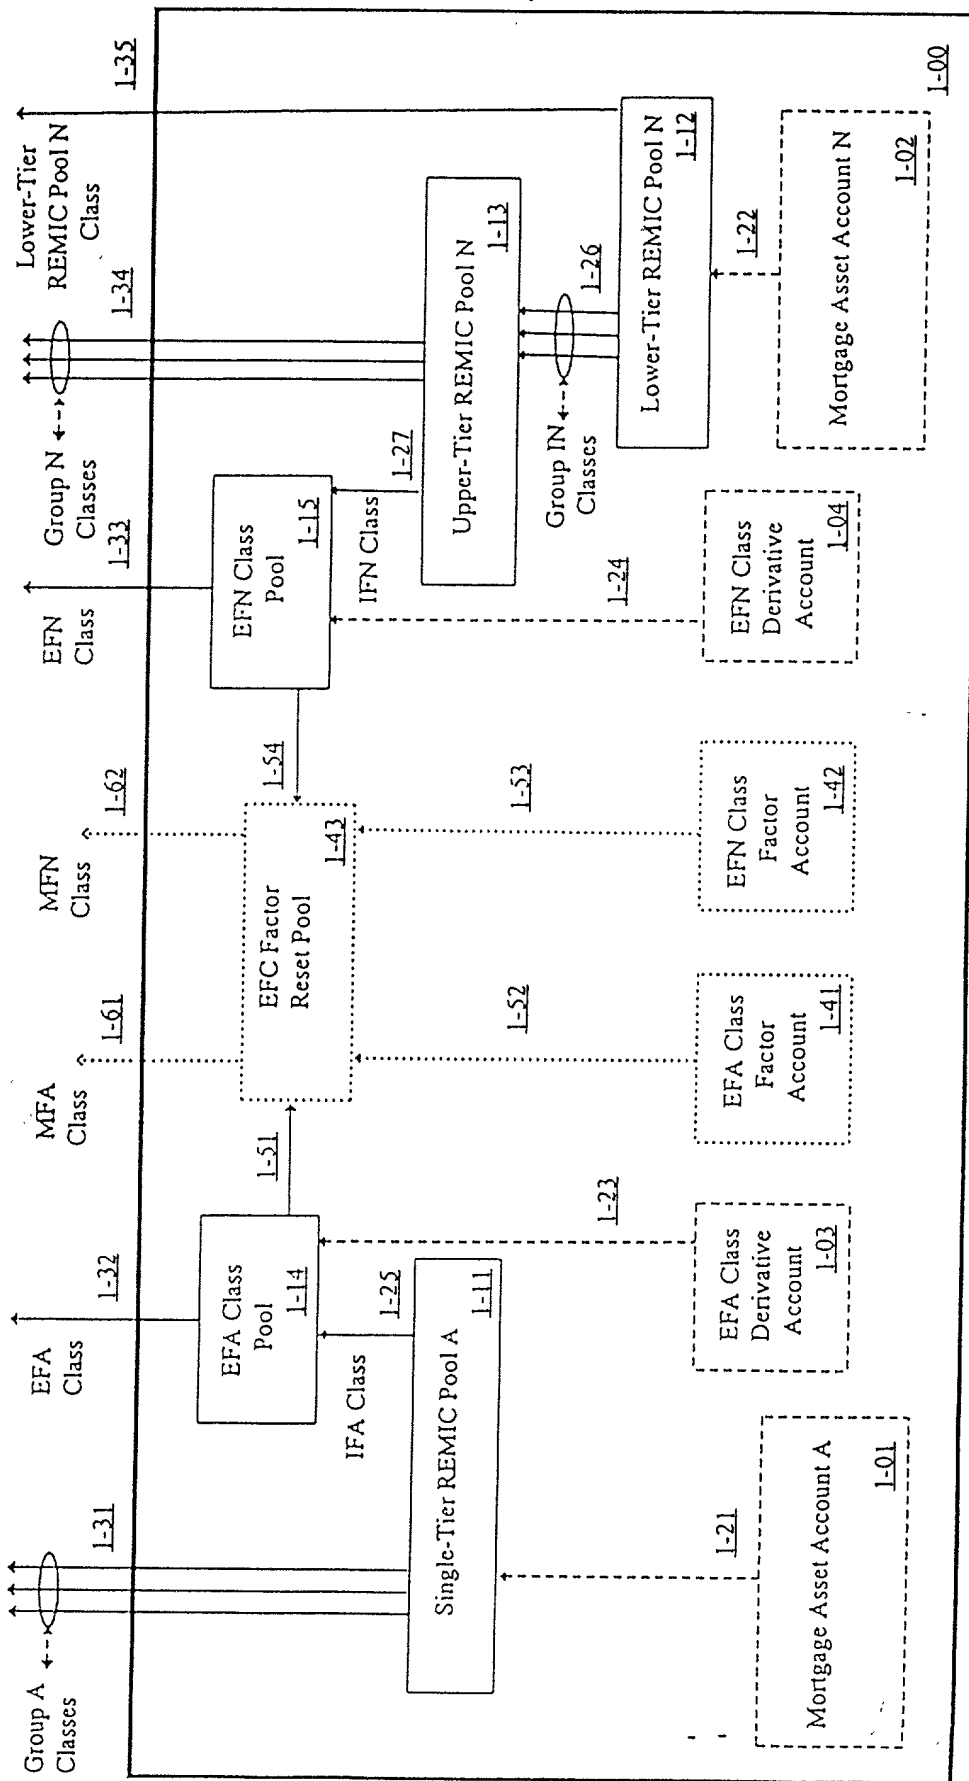 Group A
Classes
1-31
EFA
Class
1-32
MFA
Class
1-61
MFN
Class
1-62
EFN
Class
1-33
Group N
Classes
1-34
Lower-Tier
REMIC Pool N
Class
1-35
EFA Class
Pool
1-14
1-51
EFC Factor
Reset Pool
1-43
1-54
EFN Class
Pool
1-15
IFA Class
1-25
IFN Class
1-27
Single-Tier REMIC Pool A
1-11
Upper-Tier REMIC Pool N
1-13
Group IN
Classes
1-26
Lower-Tier REMIC Pool N
1-12
1-21
1-23
1-52
1-53
1-24
1-22
Mortgage Asset Account A
1-01
EFA Class
Derivative
Account
1-03
EFA Class
Factor
Account
1-41
EFN Class
Factor
Account
1-42
EFN Class
Derivative
Account
1-04
Mortgage Asset Account N
1-02
1-00